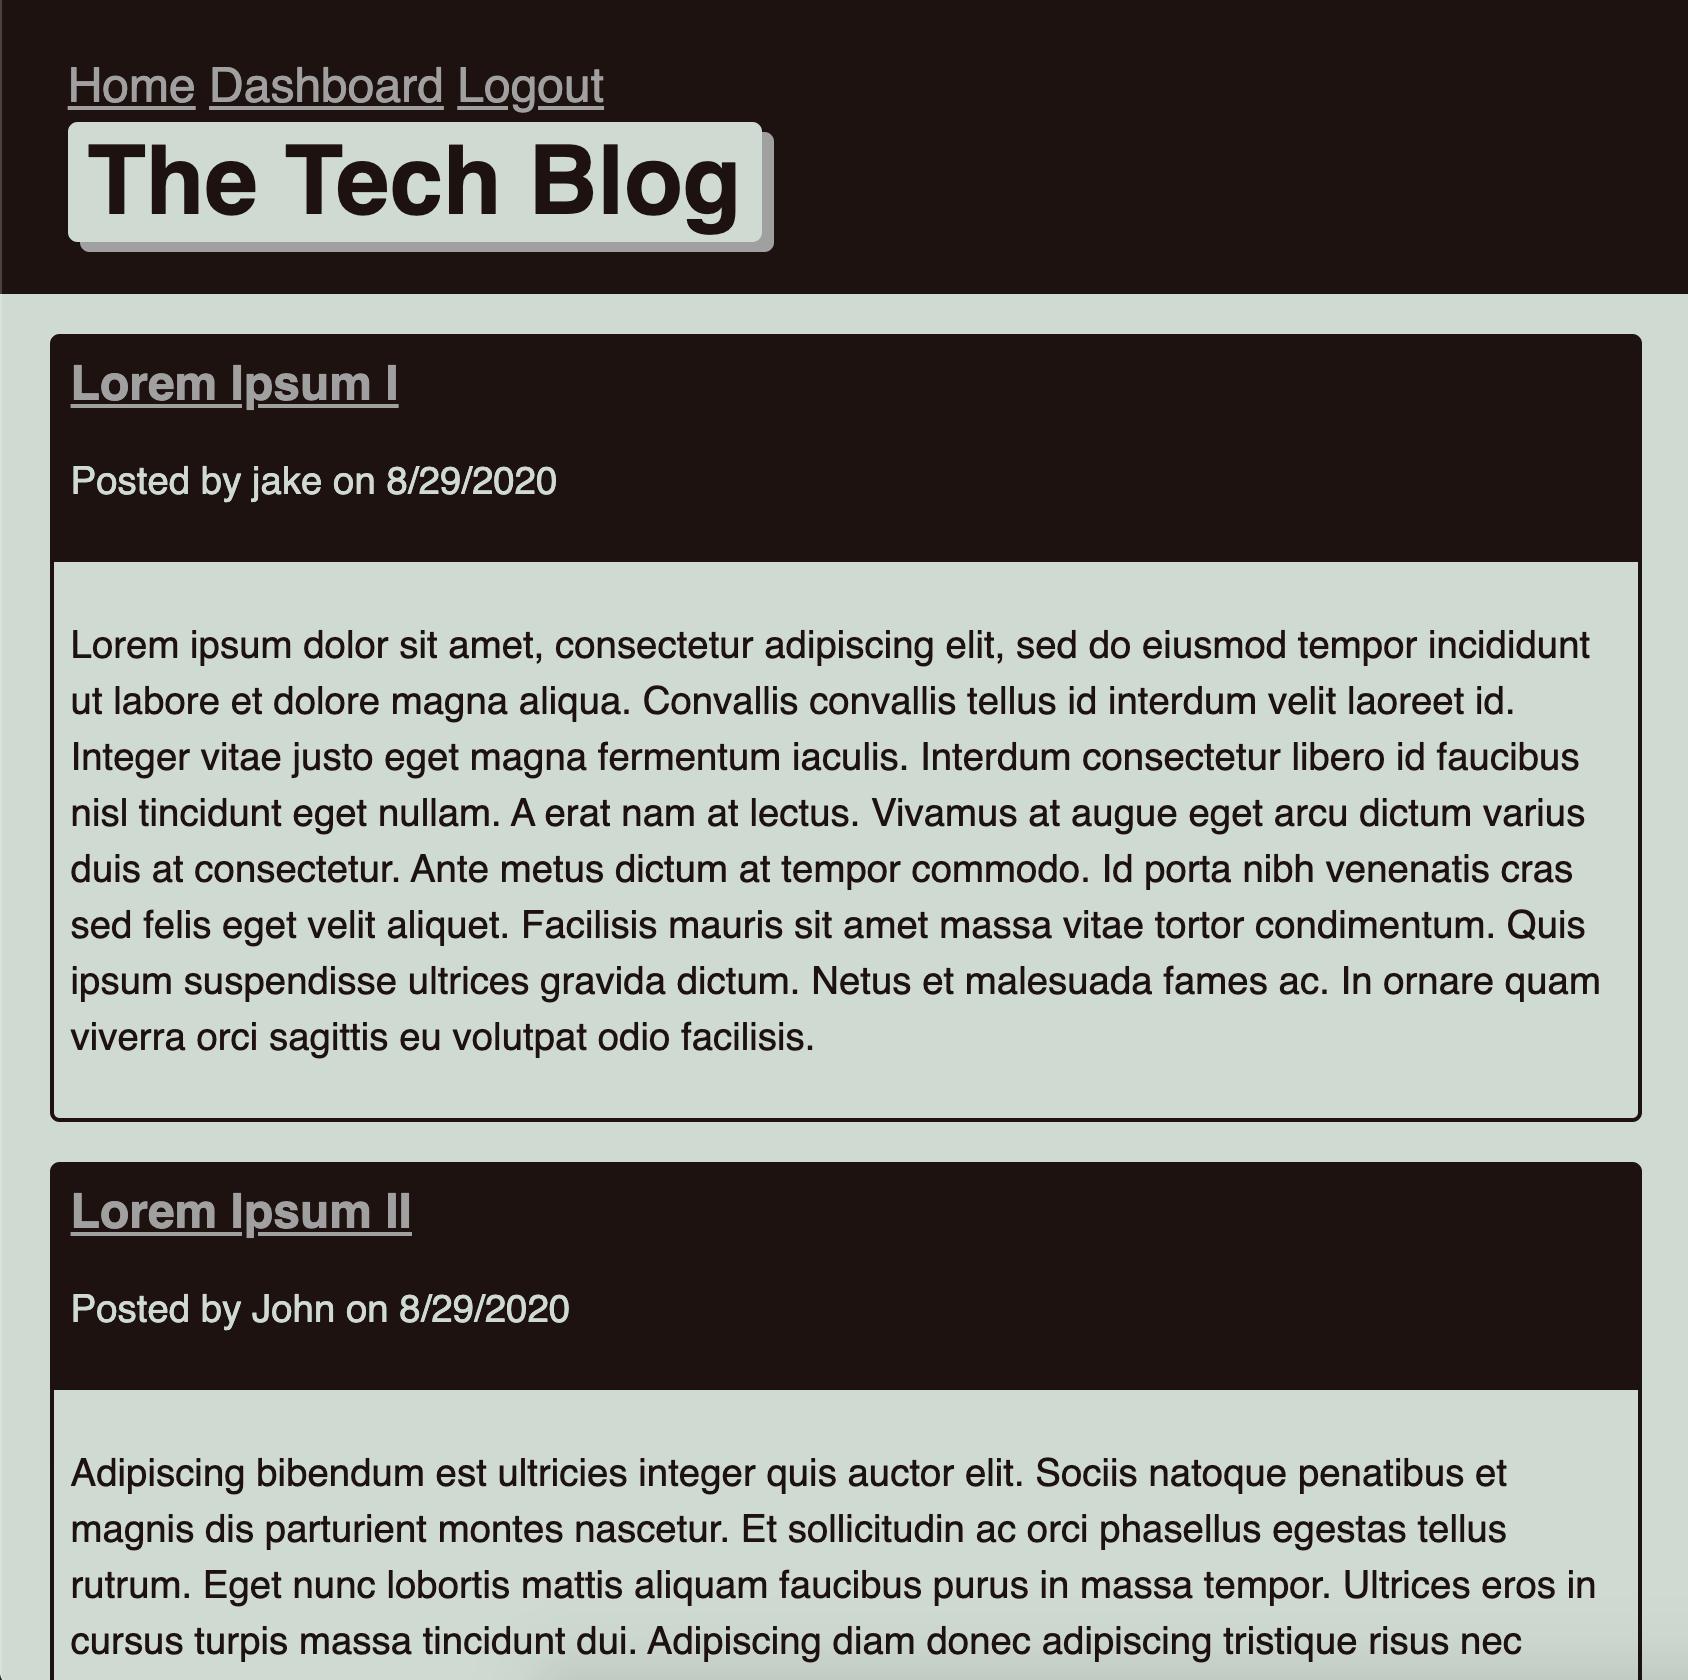 Home Dashboard Logout
The Tech Blog
Lorem Ipsum I
Posted by jake on 8/29/2020
Lorem ipsum dolor sit amet, consectetur adipiscing elit, sed do eiusmod tempor incididunt
ut labore et dolore magna aliqua. Convallis convallis tellus id interdum velit laoreet id.
Integer vitae justo eget magna fermentum iaculis. Interdum consectetur libero id faucibus
nisl tincidunt eget nullam. A erat nam at lectus. Vivamus at augue eget arcu dictum varius
duis at consectetur. Ante metus dictum at tempor commodo. Id porta nibh venenatis cras
sed felis eget velit aliquet. Facilisis mauris sit amet massa vitae tortor condimentum. Quis
ipsum suspendisse ultrices gravida dictum. Netus et malesuada fames ac. In ornare quam
viverra orci sagittis eu volutpat odio facilisis.
Lorem Ipsum II
Posted by John on 8/29/2020
Adipiscing bibendum est ultricies integer quis auctor elit. Sociis natoque penatibus et
magnis dis parturient montes nascetur. Et sollicitudin ac orci phasellus egestas tellus
rutrum. Eget nunc lobortis mattis aliquam faucibus purus in massa tempor. Ultrices eros in
cursus turpis massa tincidunt dui. Adipiscing diam donec adipiscing tristique risus nec